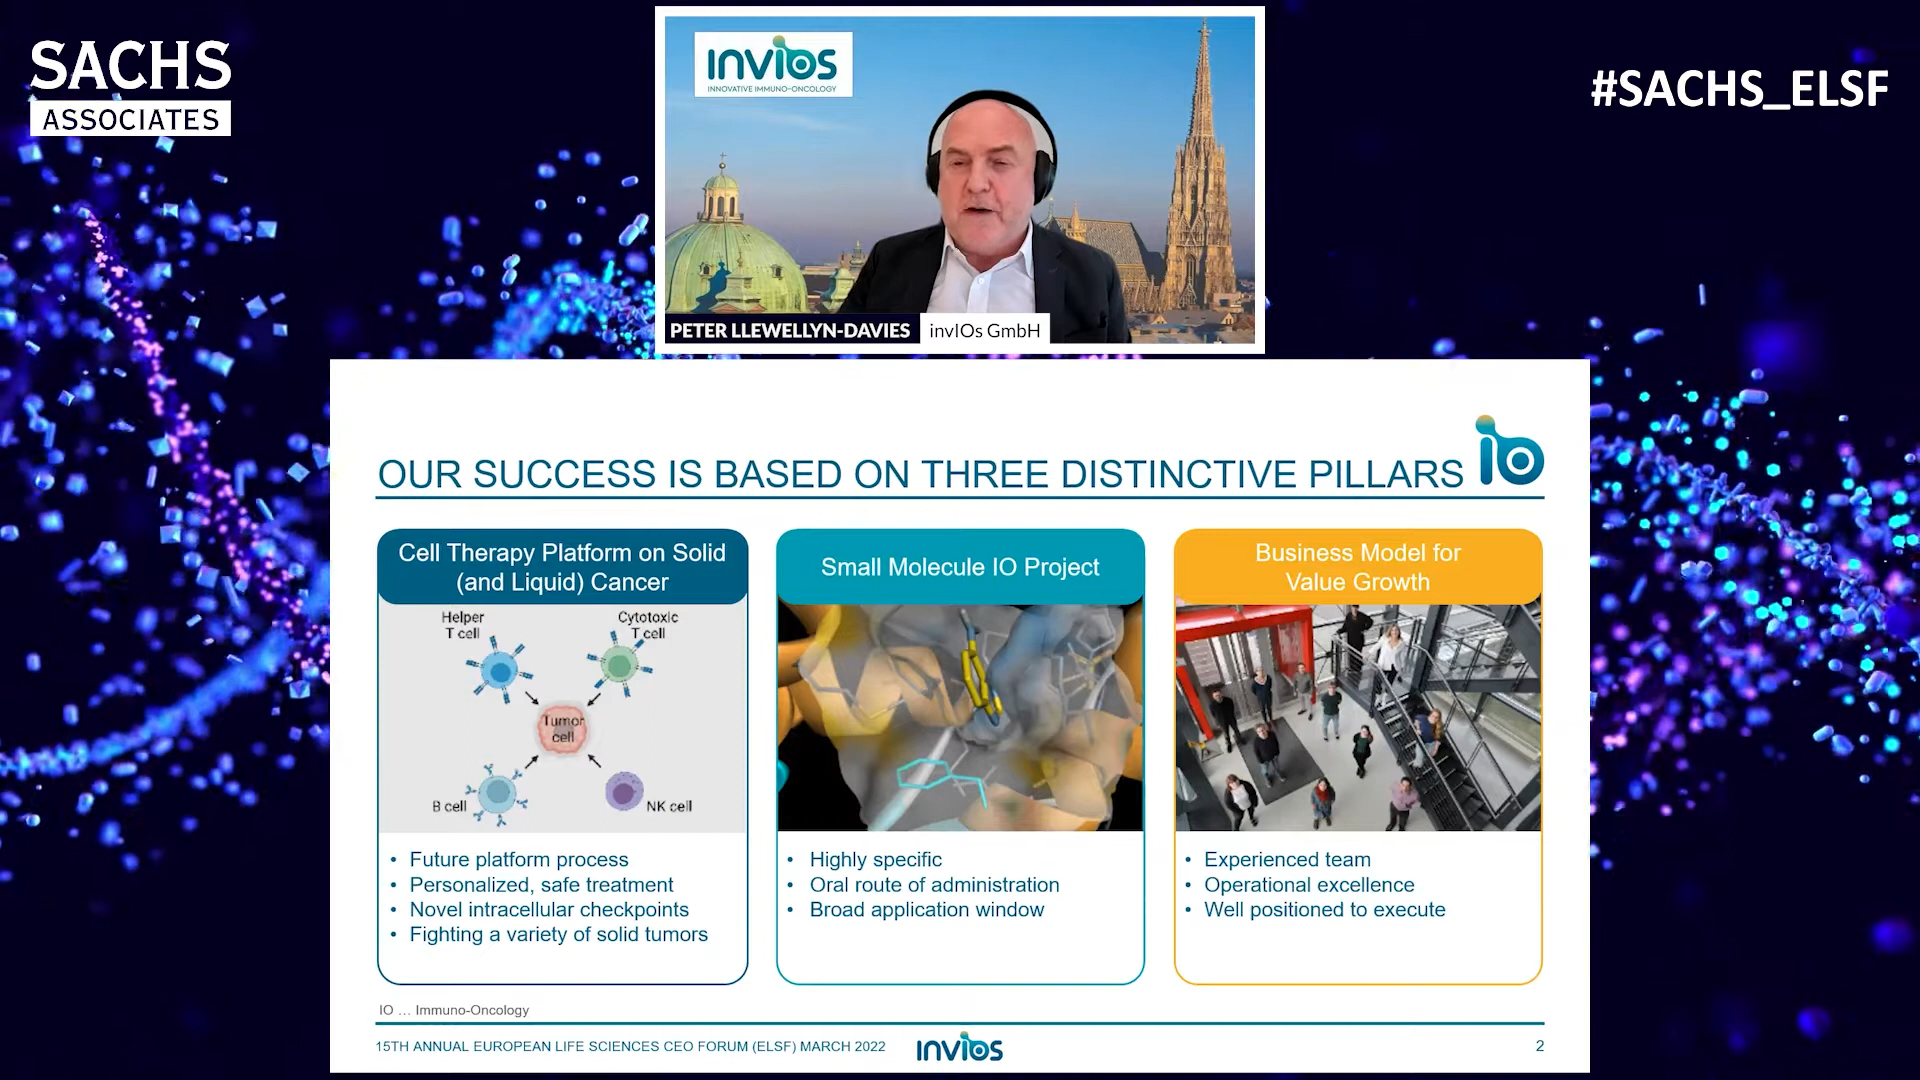 SACHS
ASSOCIATES
invIOs
INNOVATIVE IMMUNO-ONCOLOGY
#SACHS_ELSF
PETER LLEWELLYN-DAVIES
invIOs GmbH
OUR SUCCESS IS BASED ON THREE DISTINCTIVE PILLARS
io
Cell Therapy Platform on Solid
(and Liquid) Cancer
Helper
T cell
Cytotoxic
T cell
Tumor
cell
B cell
NK cell
• Future platform process
• Personalized, safe treatment
• Novel intracellular checkpoints
• Fighting a variety of solid tumors
Small Molecule IO Project
• Highly specific
• Oral route of administration
• Broad application window
Business Model for
Value Growth
• Experienced team
• Operational excellence
• Well positioned to execute
IO … Immuno-Oncology
15TH ANNUAL EUROPEAN LIFE SCIENCES CEO FORUM (ELSF) MARCH 2022
invIOs
2